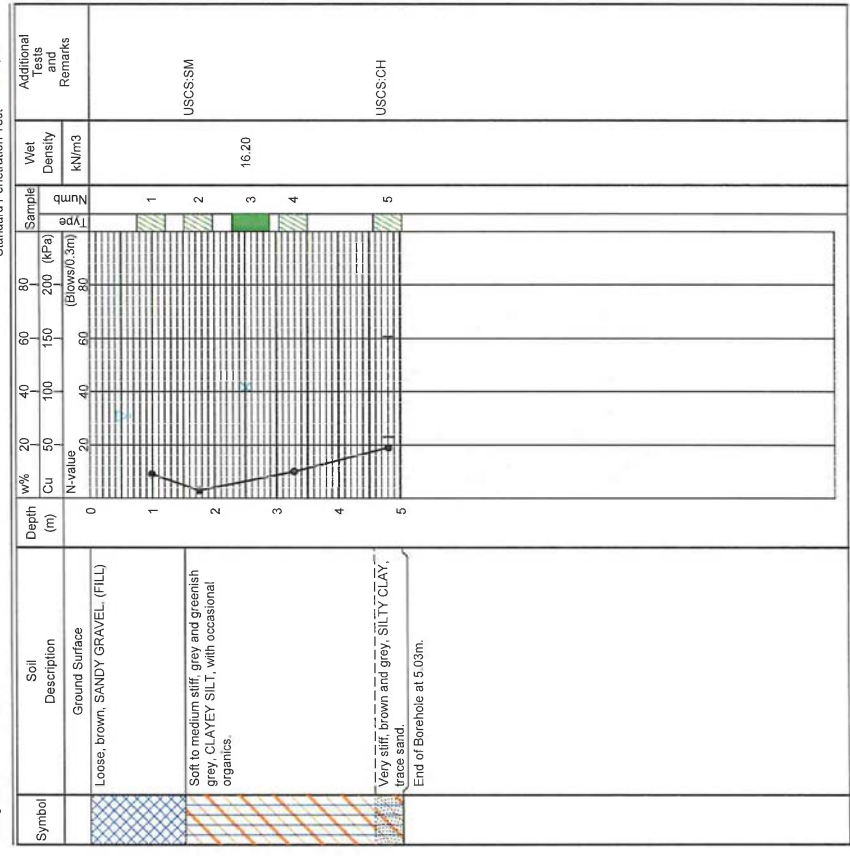 Symbol
Soil
Description
Depth
(m)
w% 20 40 60 80
Cu 50 100 150 200 (kPa)
N-value
20 40 60 80 (Blows/0.3m)
Sample
Type
Numb
Wet
Density
kN/m3
Additional
Tests
and
Remarks
Ground Surface
0
Loose, brown, SANDY GRAVEL. (FILL)
1
1
Soft to medium stiff, grey and greenish
grey, CLAYEY SILT, with occasional
organics.
2
2
USCS:SM
3
16.20
3
4
4
Very stiff, brown and grey, SILTY CLAY,
trace sand.
5
5
USCS:CH
End of Borehole at 5.03m.